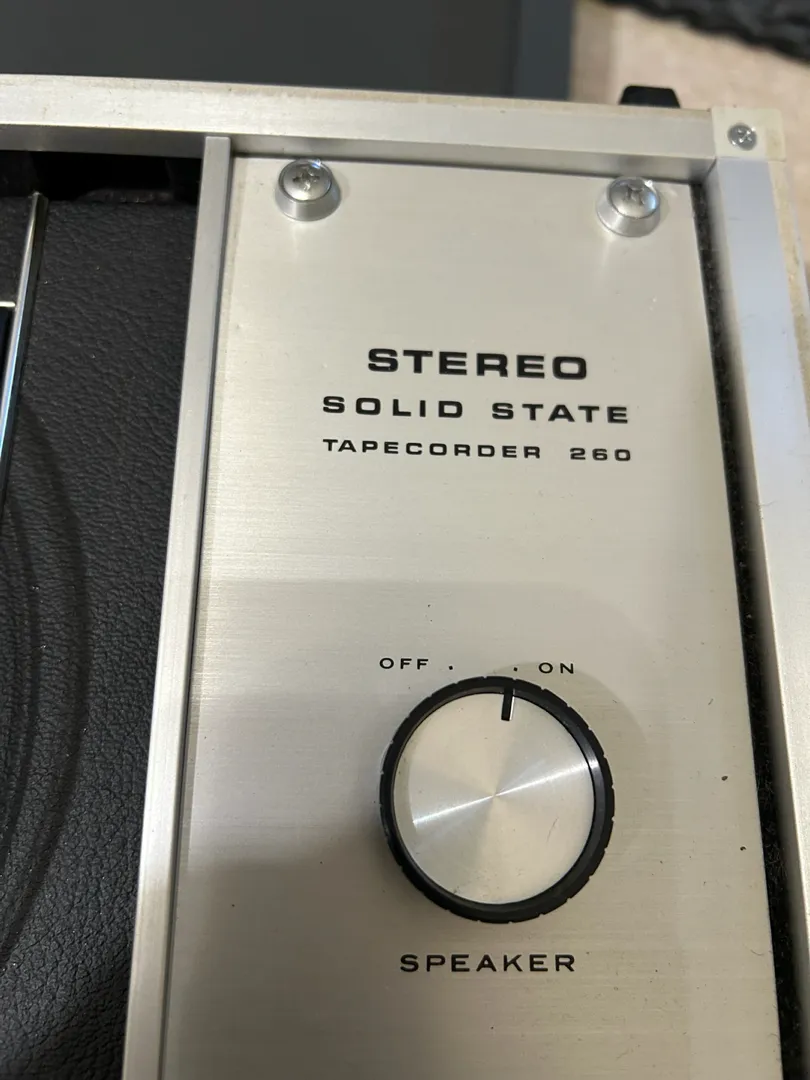 STEREO
SOLID STATE
TAPECORDER 260
OFF . . ON
SPEAKER